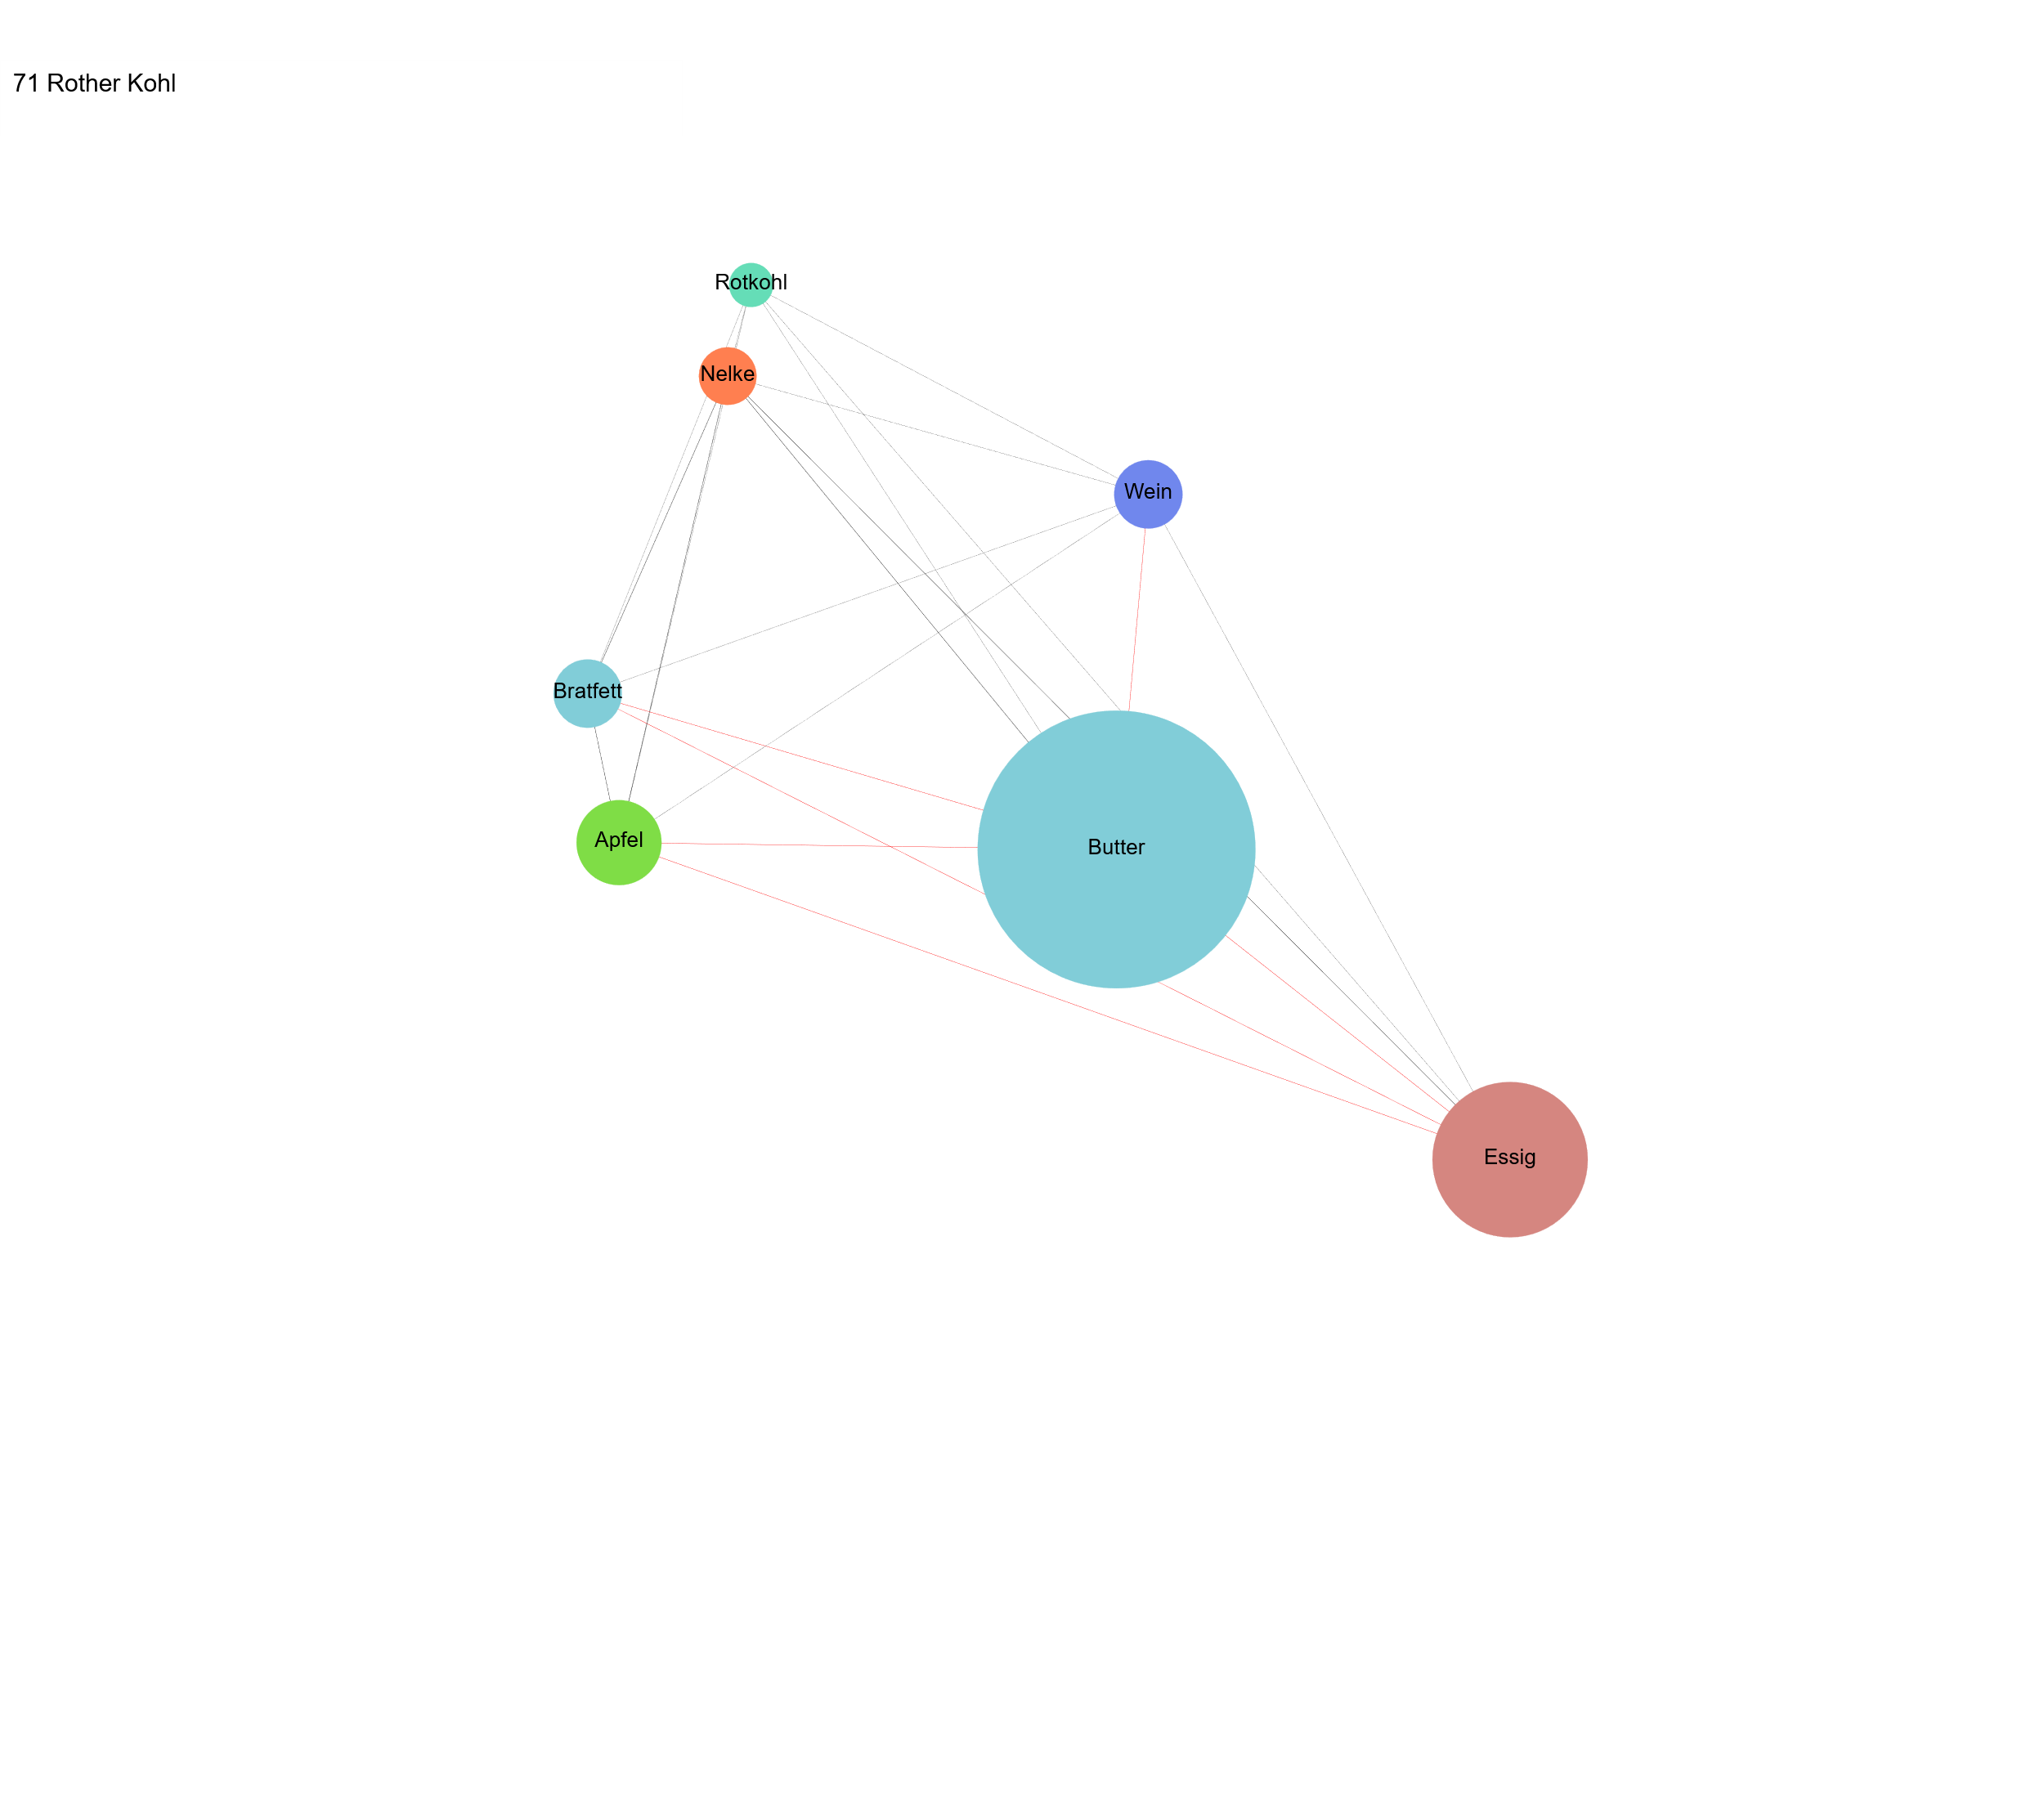 71 Rother Kohl
Rotkohl
Nelke
Wein
Bratfett
Apfel
Butter
Essig